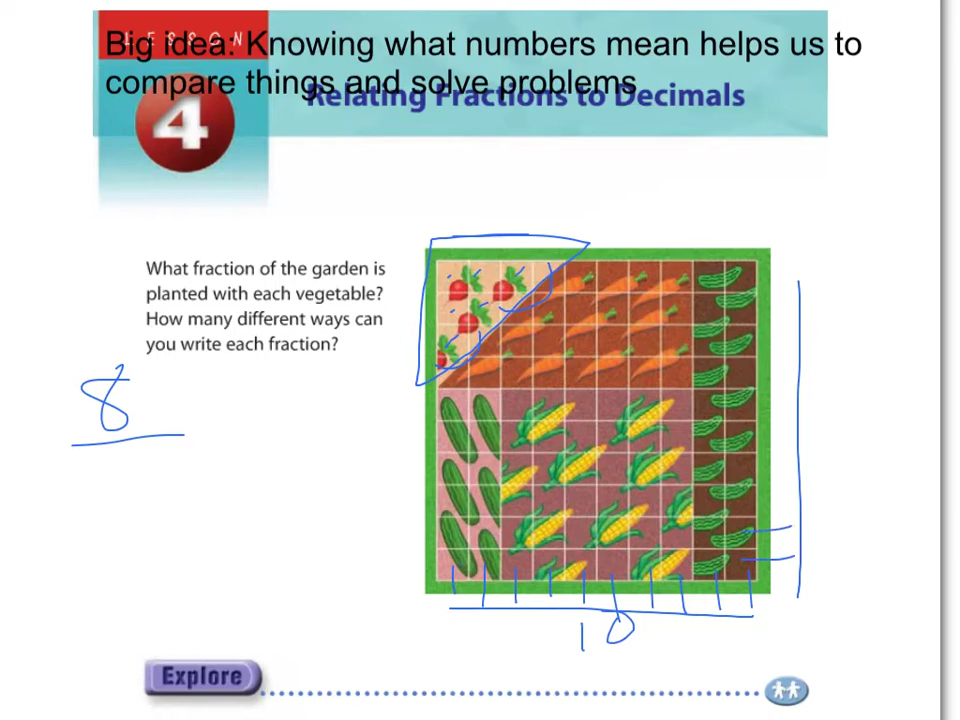 LESSON
Big idea: Knowing what numbers mean helps us to
compare things and solve problems
4
Relating Fractions to Decimals
What fraction of the garden is
planted with each vegetable?
How many different ways can
you write each fraction?
8
10
Explore